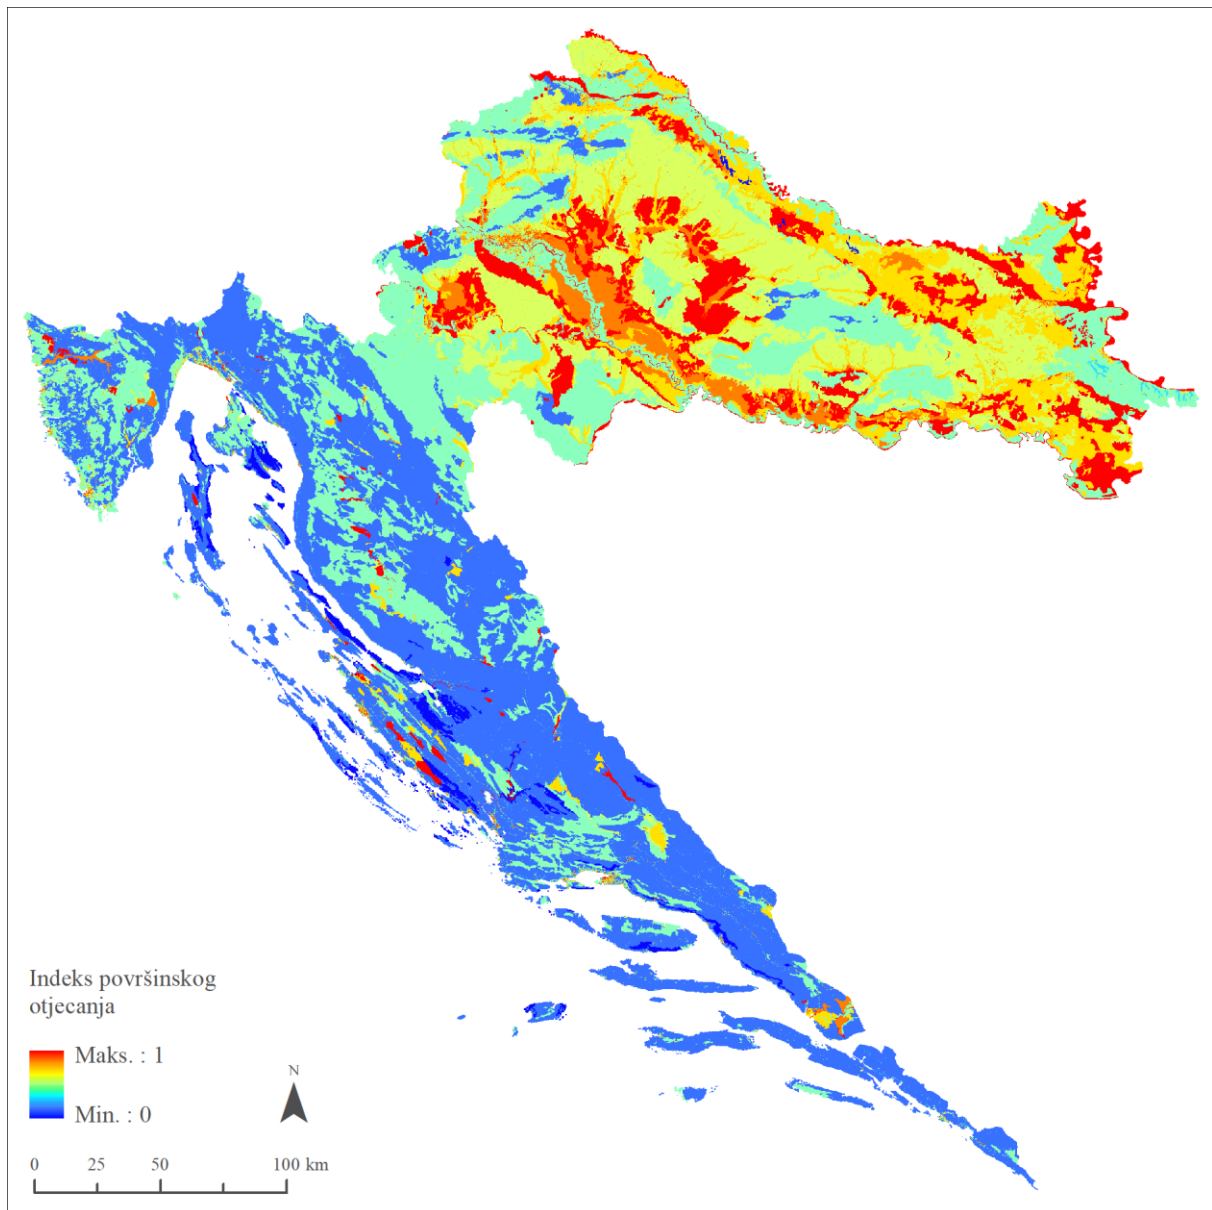 Indeks površinskog
otjecanja
Maks. : 1
Min. : 0
N
0 25 50 100 km